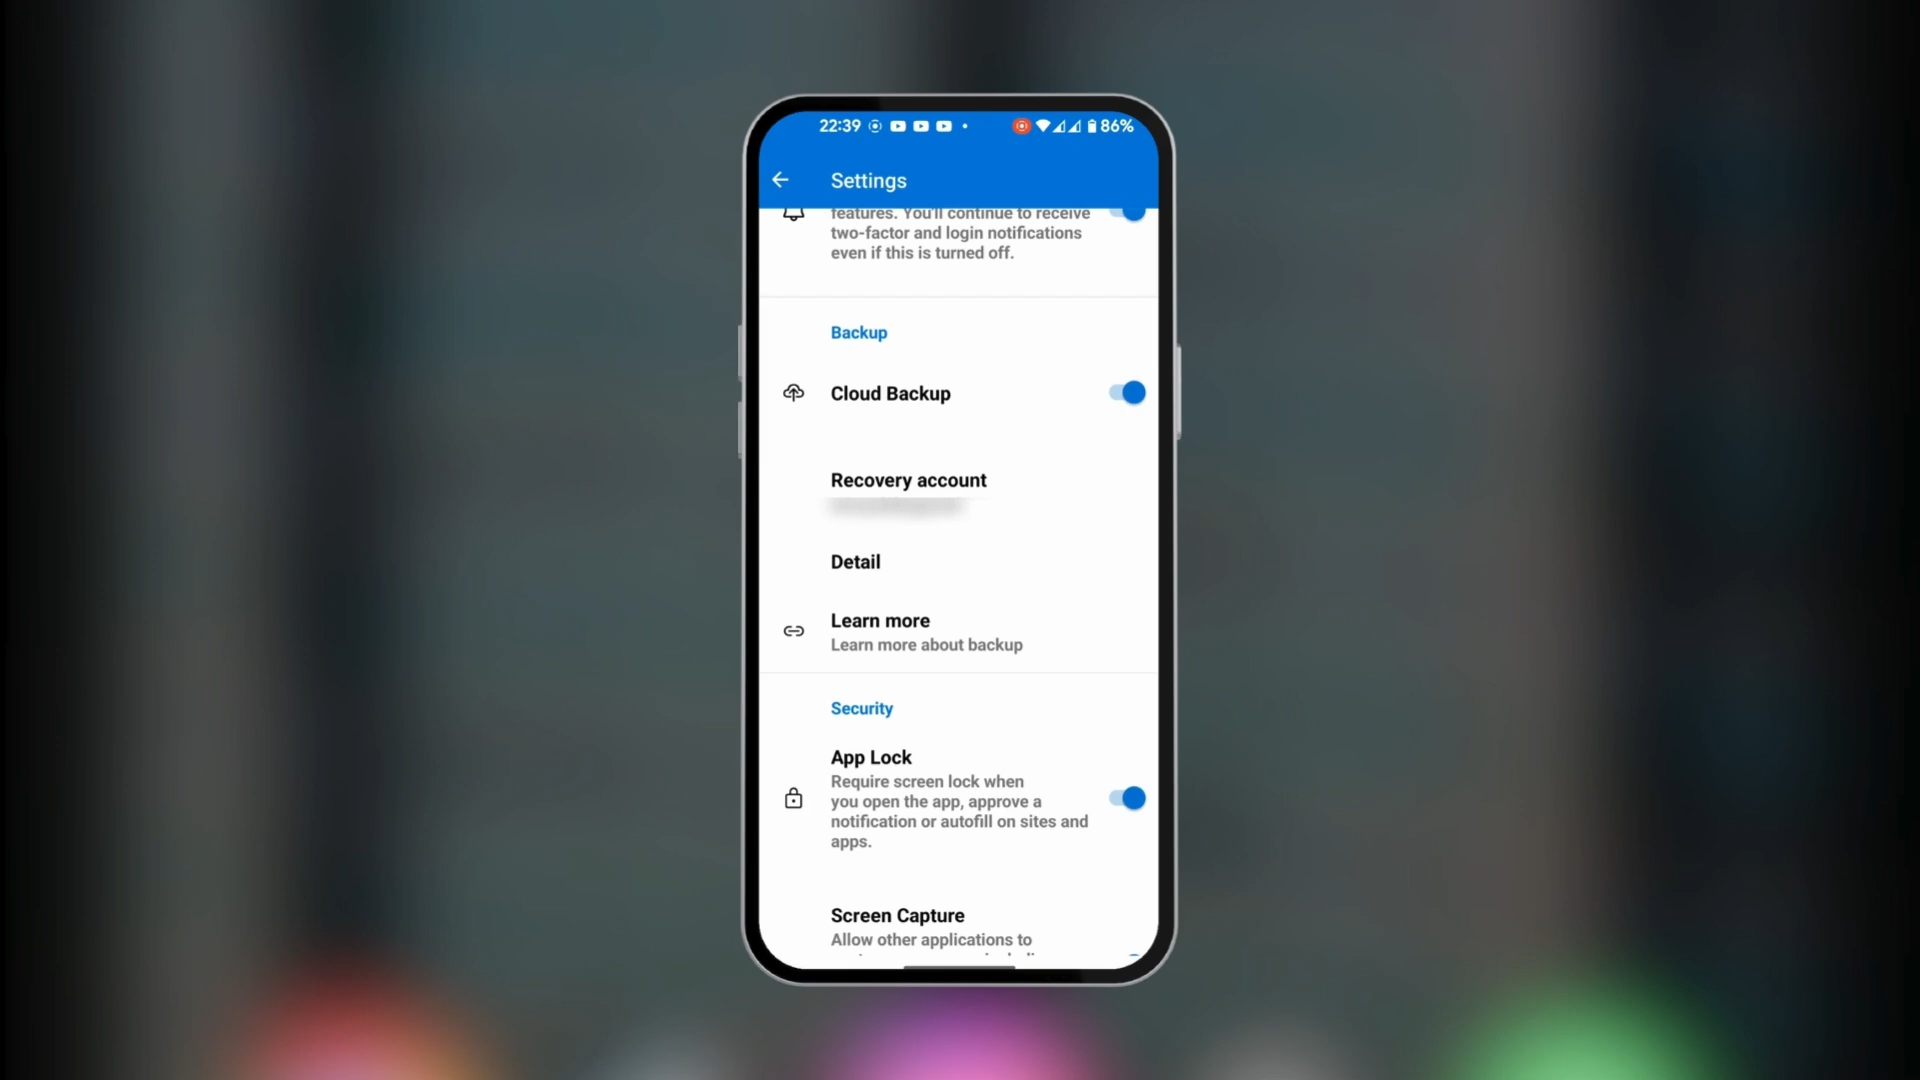 22:39
86%
Settings
features. You'll continue to receive
two-factor and login notifications
even if this is turned off.
Backup
Cloud Backup
Recovery account
Detail
Learn more
Learn more about backup
Security
App Lock
Require screen lock when
you open the app, approve a
notification or autofill on sites and
apps.
Screen Capture
Allow other applications to